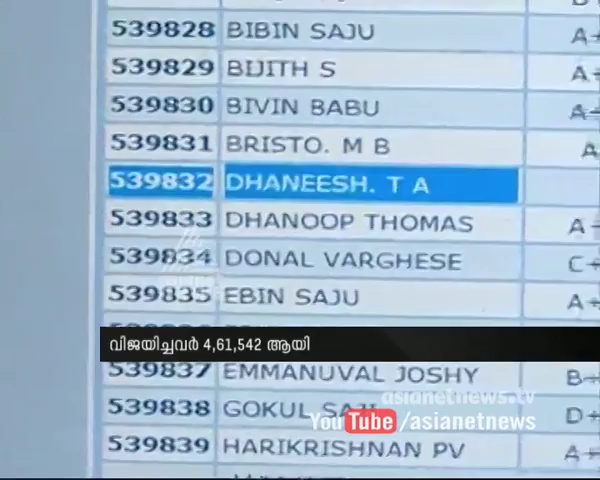 539828 BIBIN SAJU A+
539829 BIJITH S A+
539830 BIVIN BABU A+
539831 BRISTO. M B A
539832 DHANEESH. T A
539833 DHANOOP THOMAS A+
539834 DONAL VARGHESE C+
539835 EBIN SAJU A+
വിജയിച്ചവർ 4,61,542 ആയി
539837 EMMANUVAL JOSHY B+
asianetnews.tv
539838 GOKUL SAJI D+
YouTube /asianetnews
539839 HARIKRISHNAN PV A+